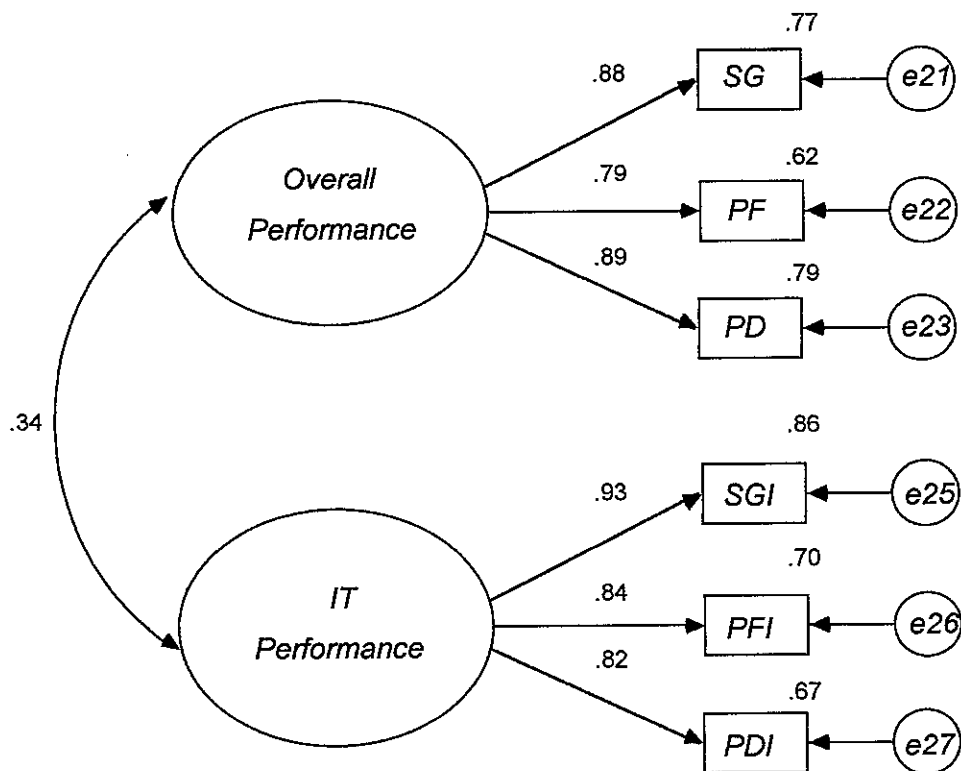 .77
.88
SG
e21
Overall
Performance
.79
.62
PF
e22
.89
.79
PD
e23
.34
.86
.93
SGI
e25
IT
Performance
.84
.70
PFI
e26
.82
.67
PDI
e27